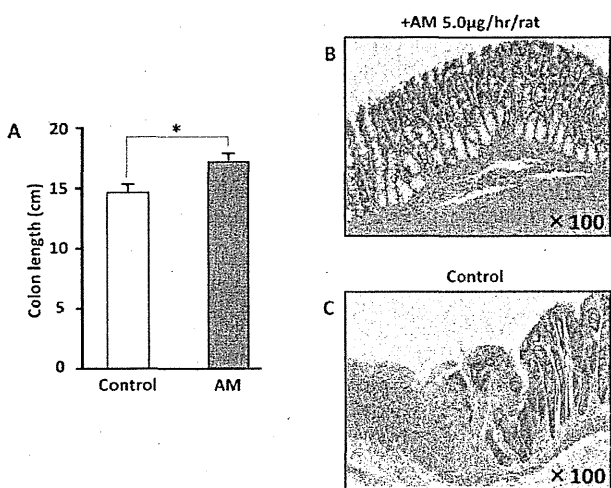 A
Colon length (cm)
20
15
10
5
0
*
Control
AM
+AM 5.0μg/hr/rat
B
×100
Control
C
×100